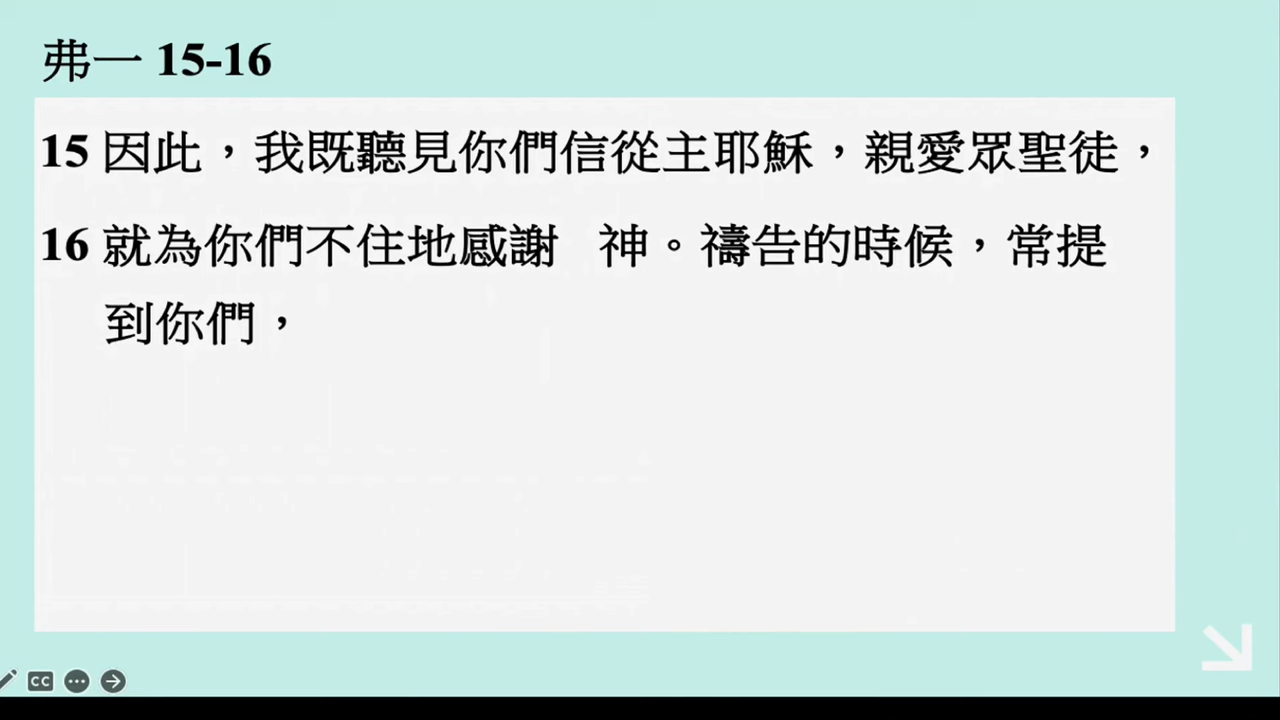 弗一 15-16
15 因此，我既聽見你們信從主耶穌，親愛眾聖徒，
16 就為你們不住地感謝　神。禱告的時候，常提
到你們，
CC